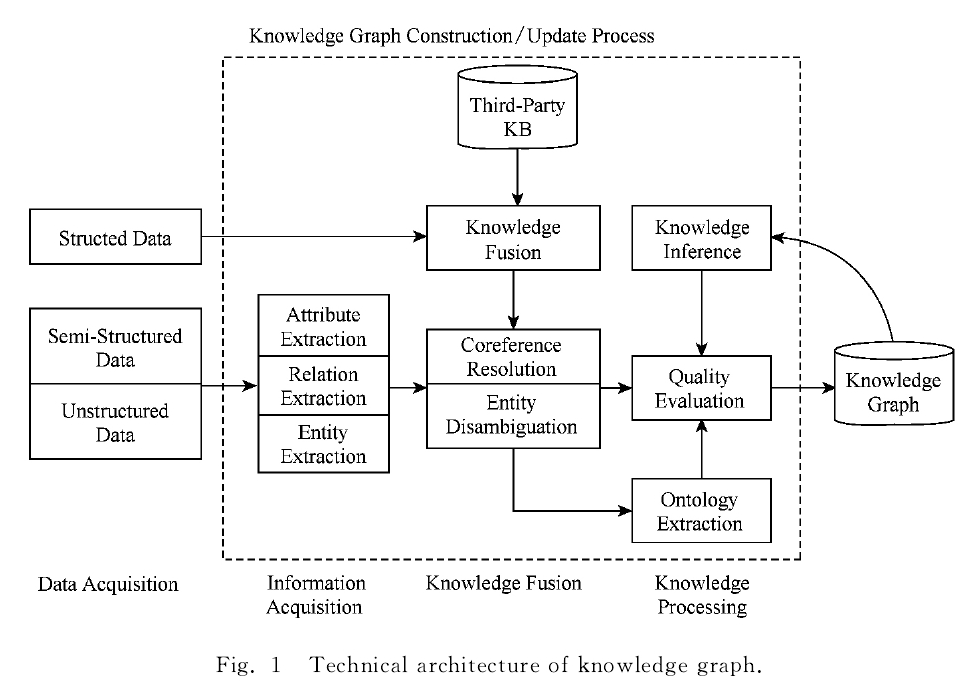 Knowledge Graph Construction/Update Process
Third-Party
KB
Structed Data
Knowledge
Fusion
Knowledge
Inference
Semi-Structured
Data
Unstructured
Data
Attribute
Extraction
Relation
Extraction
Entity
Extraction
Coreference
Resolution
Entity
Disambiguation
Quality
Evaluation
Knowledge
Graph
Ontology
Extraction
Data Acquisition
Information
Acquisition
Knowledge Fusion
Knowledge
Processing
Fig. 1 Technical architecture of knowledge graph.